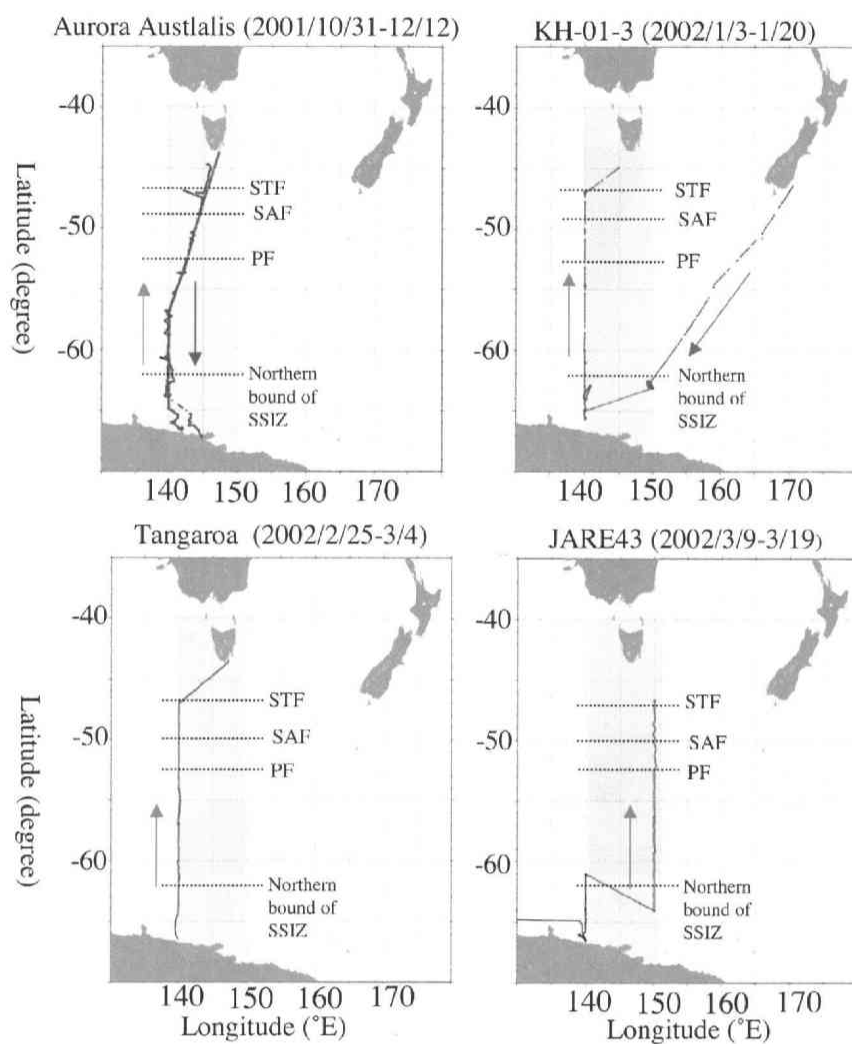 Aurora Austlalis (2001/10/31-12/12)
-35
-40
-50
-60
STF
SAF
PF
Northern
bound of
SSIZ
140 150 160 170
Latitude (degree)
KH-01-3 (2002/1/3-1/20)
-40
-50
-60
STF
SAF
PF
Northern
bound of
SSIZ
140 150 160 170
Tangaroa (2002/2/25-3/4)
-40
-50
-60
STF
SAF
PF
Northern
bound of
SSIZ
140 150 160 170
Longitude (°E)
Latitude (degree)
JARE43 (2002/3/9-3/19)
-40
-50
-60
STF
SAF
PF
Northern
bound of
SSIZ
140 150 160 170
Longitude (°E)